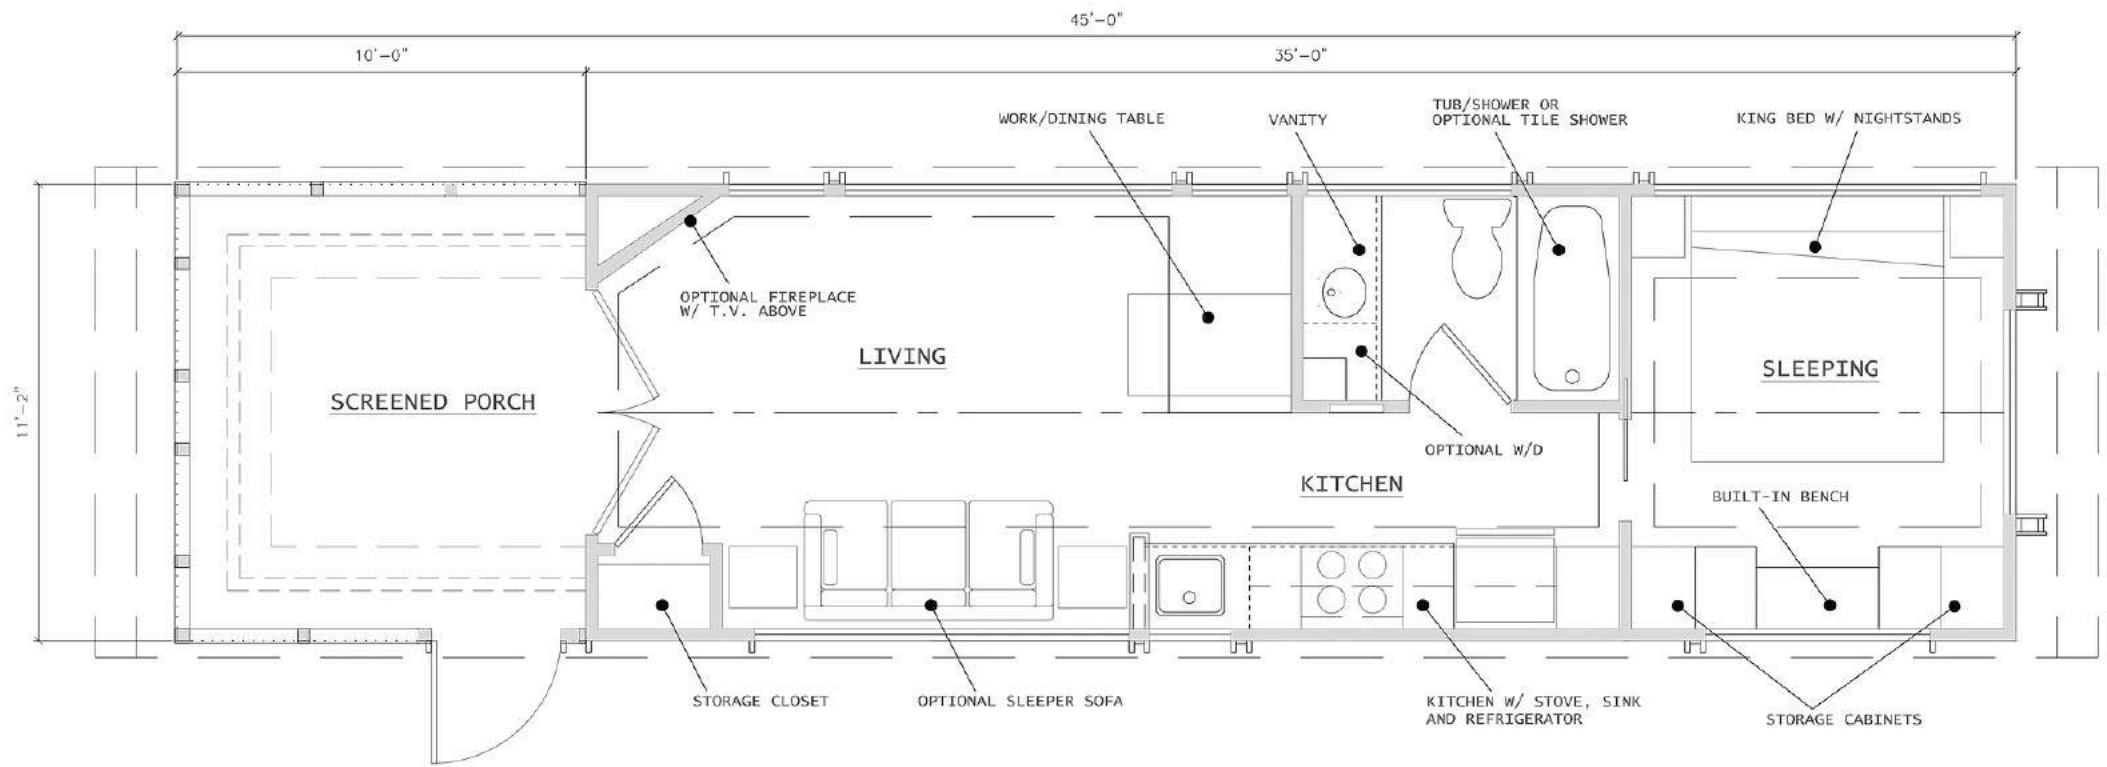 45'-0"
10'-0"
35'-0"
TUB/SHOWER OR
OPTIONAL TILE SHOWER
WORK/DINING TABLE
VANITY
KING BED W/ NIGHTSTANDS
OPTIONAL FIREPLACE
W/ T.V. ABOVE
LIVING
SLEEPING
SCREENED PORCH
11'-2"
OPTIONAL W/D
KITCHEN
BUILT-IN BENCH
STORAGE CLOSET
OPTIONAL SLEEPER SOFA
KITCHEN W/ STOVE, SINK
AND REFRIGERATOR
STORAGE CABINETS